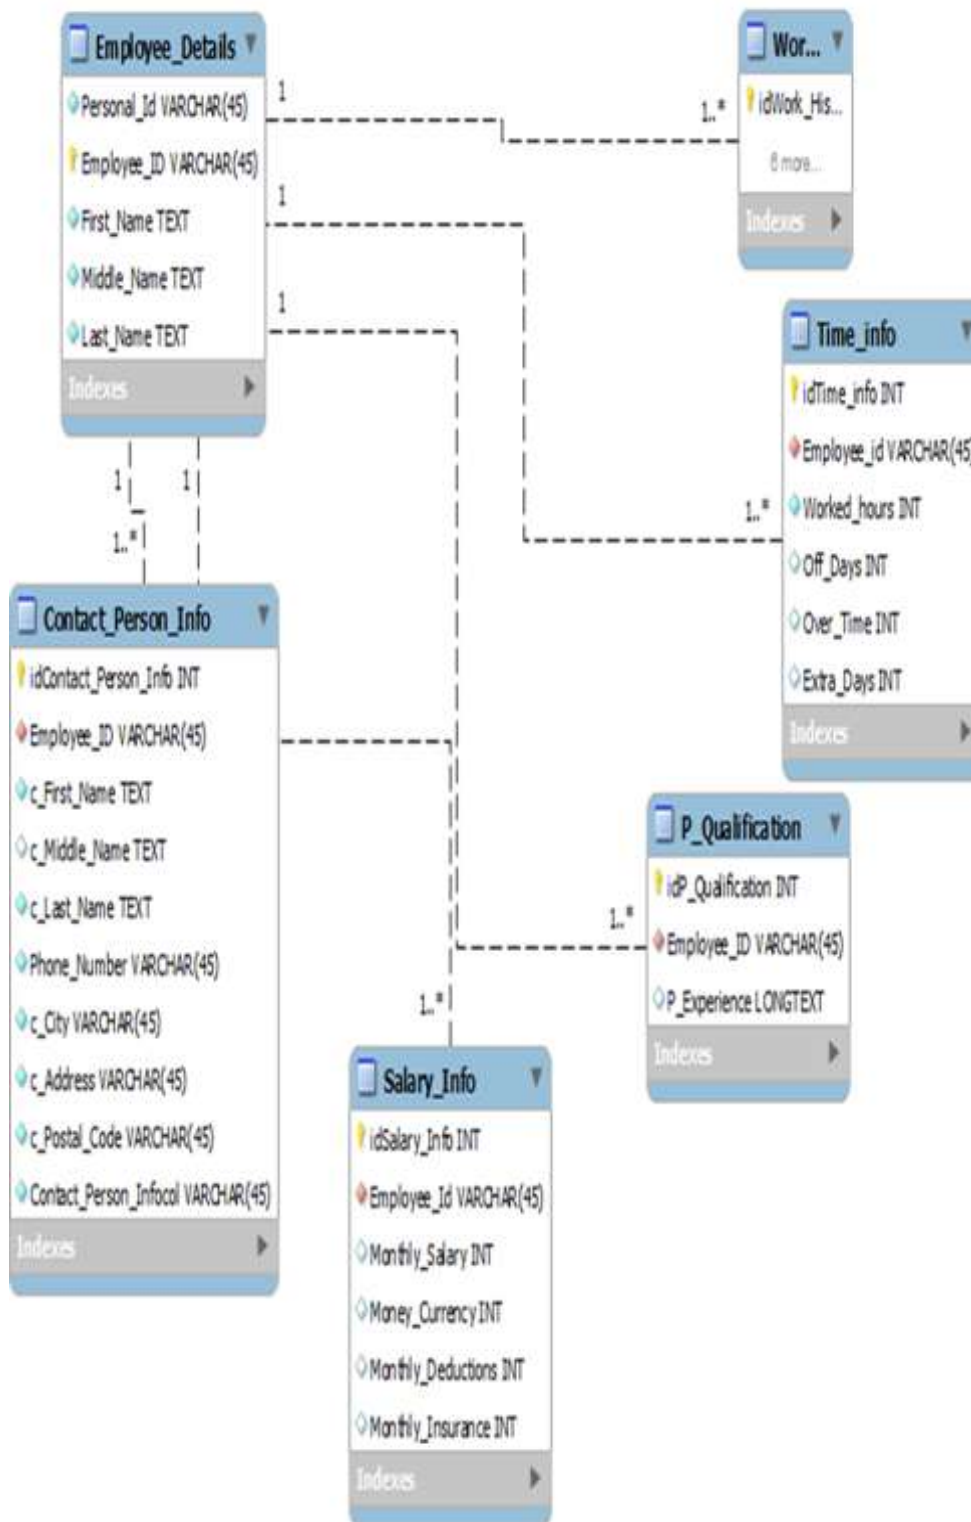 Employee_Details
Personal_Id VARCHAR(45)
Employee_ID VARCHAR(45)
First_Name TEXT
Middle_Name TEXT
Last_Name TEXT
Indexes
1
1
1
1..*
Wor...
idWork_His...
6 more...
Indexes
Time_info
idTime_info INT
Employee_id VARCHAR(45)
Worked_hours INT
Off_Days INT
Over_Time INT
Extra_Days INT
Indexes
1..*
1
1
1..*
Contact_Person_Info
idContact_Person_Info INT
Employee_ID VARCHAR(45)
c_First_Name TEXT
c_Middle_Name TEXT
c_Last_Name TEXT
Phone_Number VARCHAR(45)
c_City VARCHAR(45)
c_Address VARCHAR(45)
c_Postal_Code VARCHAR(45)
Contact_Person_Infocol VARCHAR(45)
Indexes
P_Qualification
idP_Qualification INT
Employee_ID VARCHAR(45)
P_Experience LONGTEXT
Indexes
1..*
1..*
Salary_Info
idSalary_Info INT
Employee_Id VARCHAR(45)
Monthly_Salary INT
Money_Currency INT
Monthly_Deductions INT
Monthly_Insurance INT
Indexes